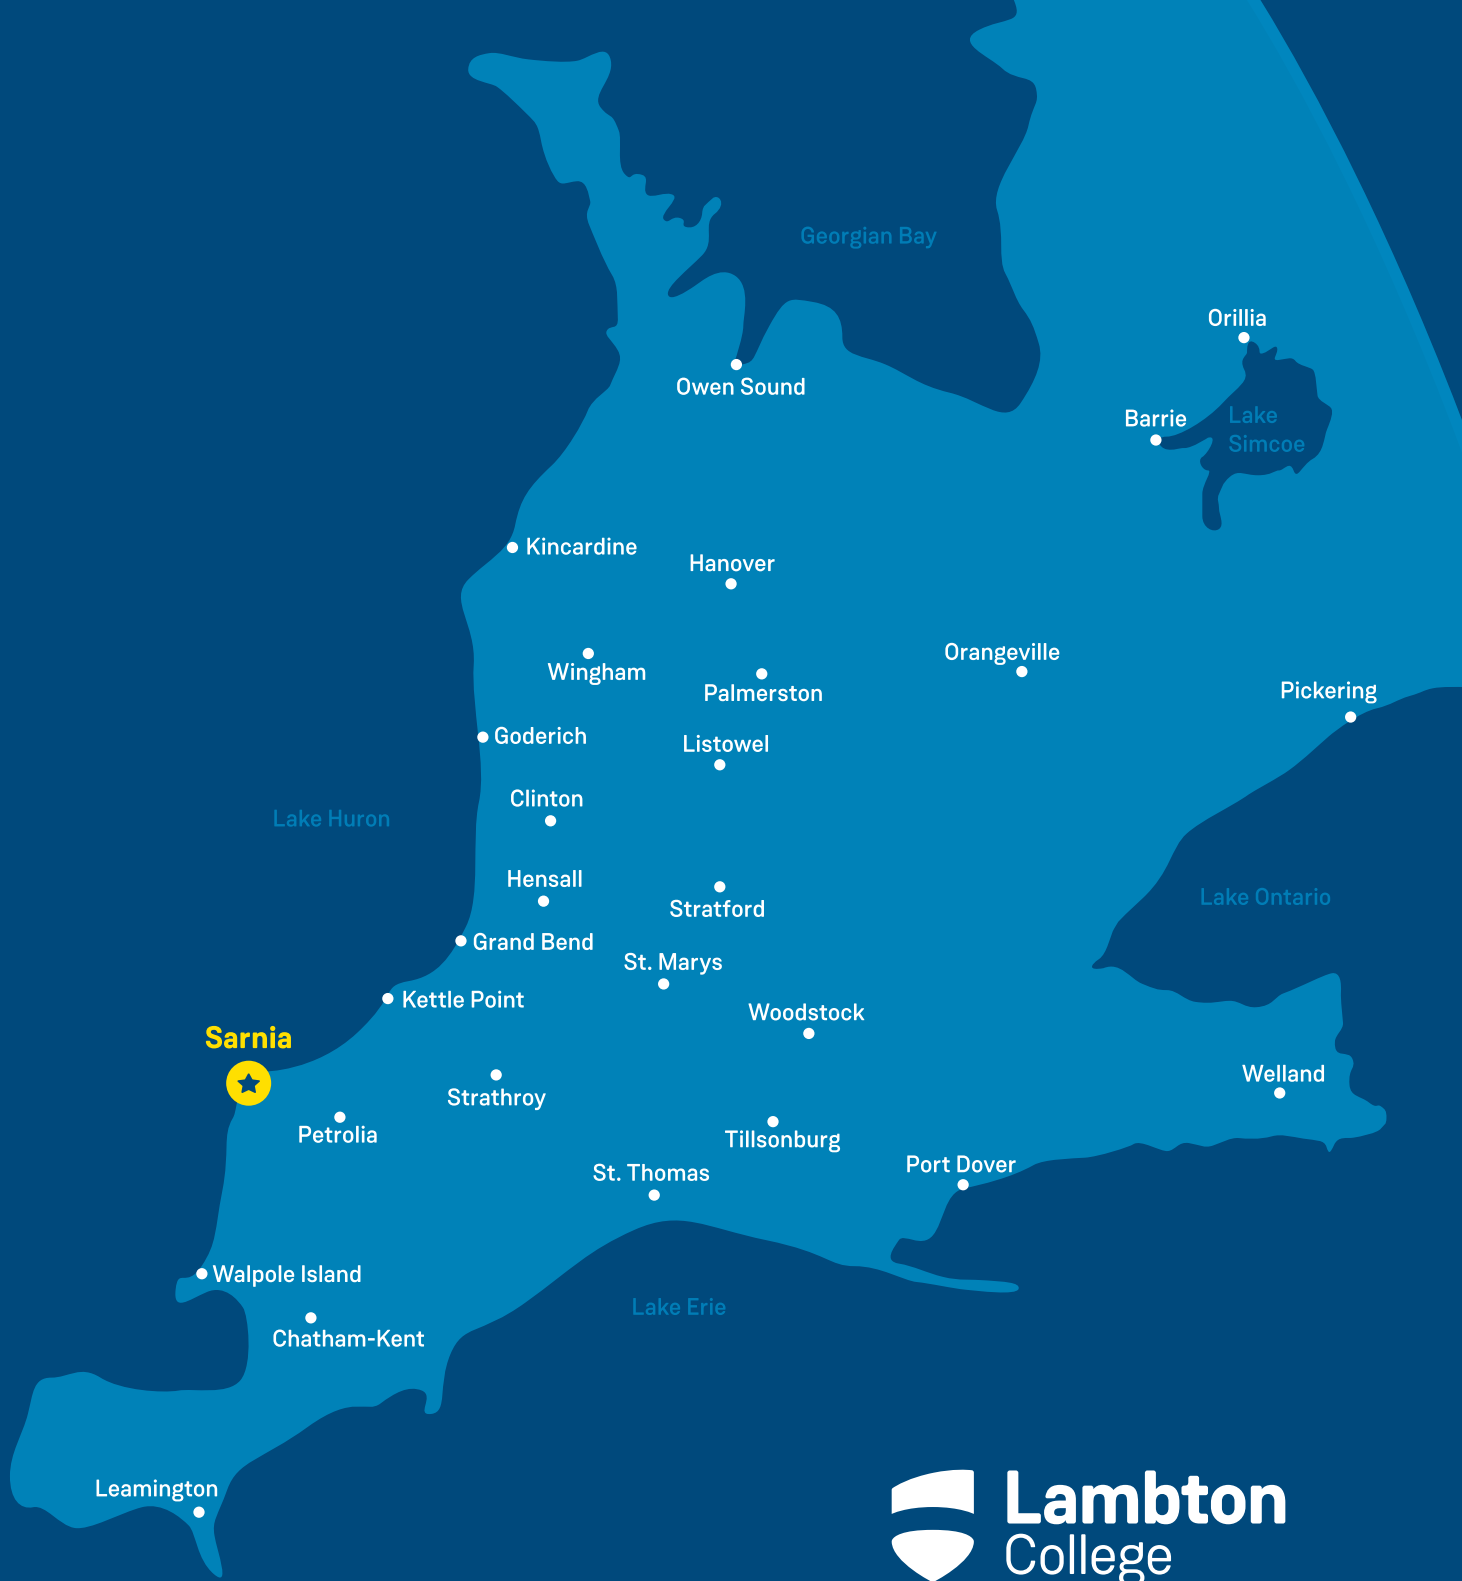 Georgian Bay
Orillia
Owen Sound
Barrie
Lake
Simcoe
Kincardine
Hanover
Wingham
Orangeville
Palmerston
Pickering
Goderich
Listowel
Clinton
Lake Huron
Hensall
Stratford
Lake Ontario
Grand Bend
St. Marys
Kettle Point
Woodstock
Sarnia
Strathroy
Welland
Petrolia
Tillsonburg
St. Thomas
Port Dover
Walpole Island
Lake Erie
Chatham-Kent
Leamington
Lambton
College